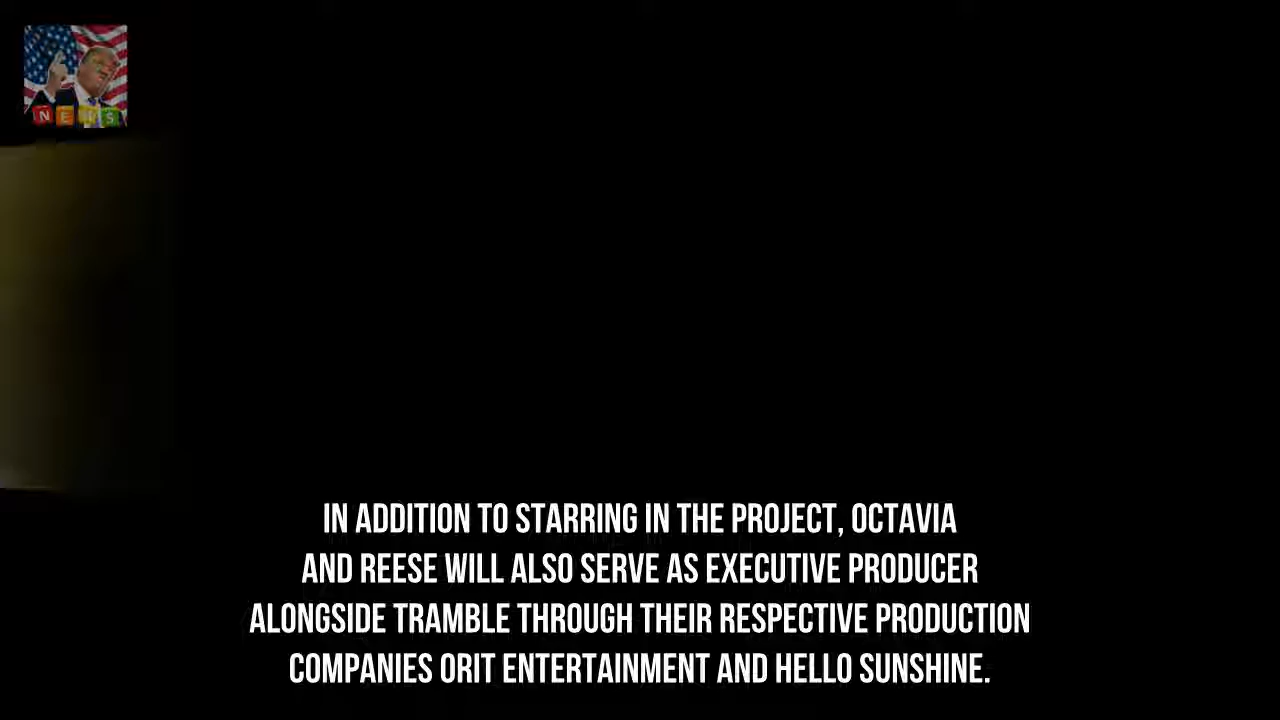 NEWS
IN ADDITION TO STARRING IN THE PROJECT, OCTAVIA
AND REESE WILL ALSO SERVE AS EXECUTIVE PRODUCER
ALONGSIDE TRAMBLE THROUGH THEIR RESPECTIVE PRODUCTION
COMPANIES ORIT ENTERTAINMENT AND HELLO SUNSHINE.